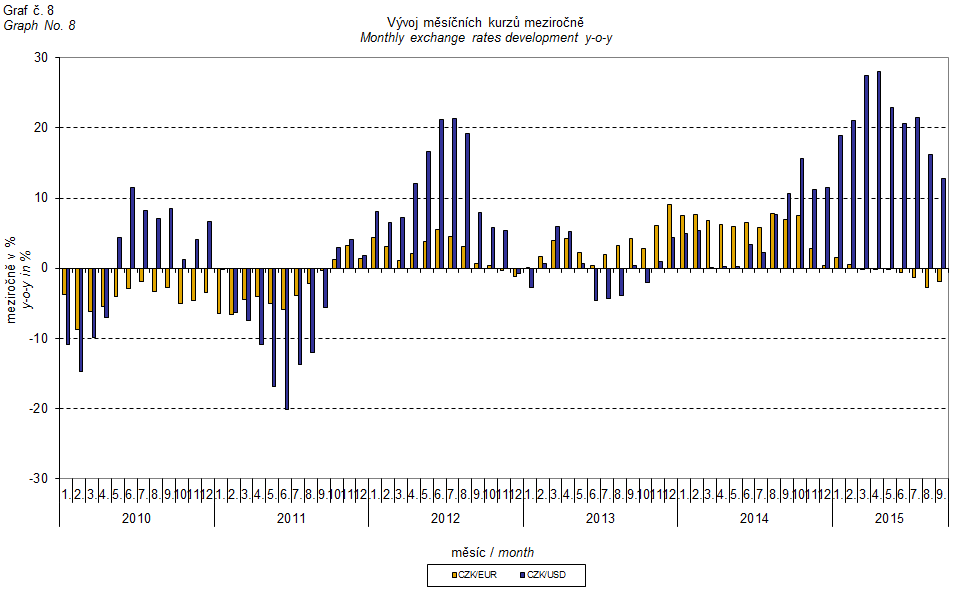 Graf č. 8
Graph No. 8
Vývoj měsíčních kurzů meziročně
Monthly exchange rates development y-o-y
meziročně v %
y-o-y in %
30
20
10
0
-10
-20
-30
1. 2. 3. 4. 5. 6. 7. 8. 9. 10 11 12 1. 2. 3. 4. 5. 6. 7. 8. 9. 10 11 12 1. 2. 3. 4. 5. 6. 7. 8. 9. 10 11 12 1. 2. 3. 4. 5. 6. 7. 8. 9. 10 11 12 1. 2. 3. 4. 5. 6. 7. 8. 9. 10 11 12 1. 2. 3. 4. 5. 6. 7. 8. 9.
2010 2011 2012 2013 2014 2015
měsíc / month
CZK/EUR CZK/USD